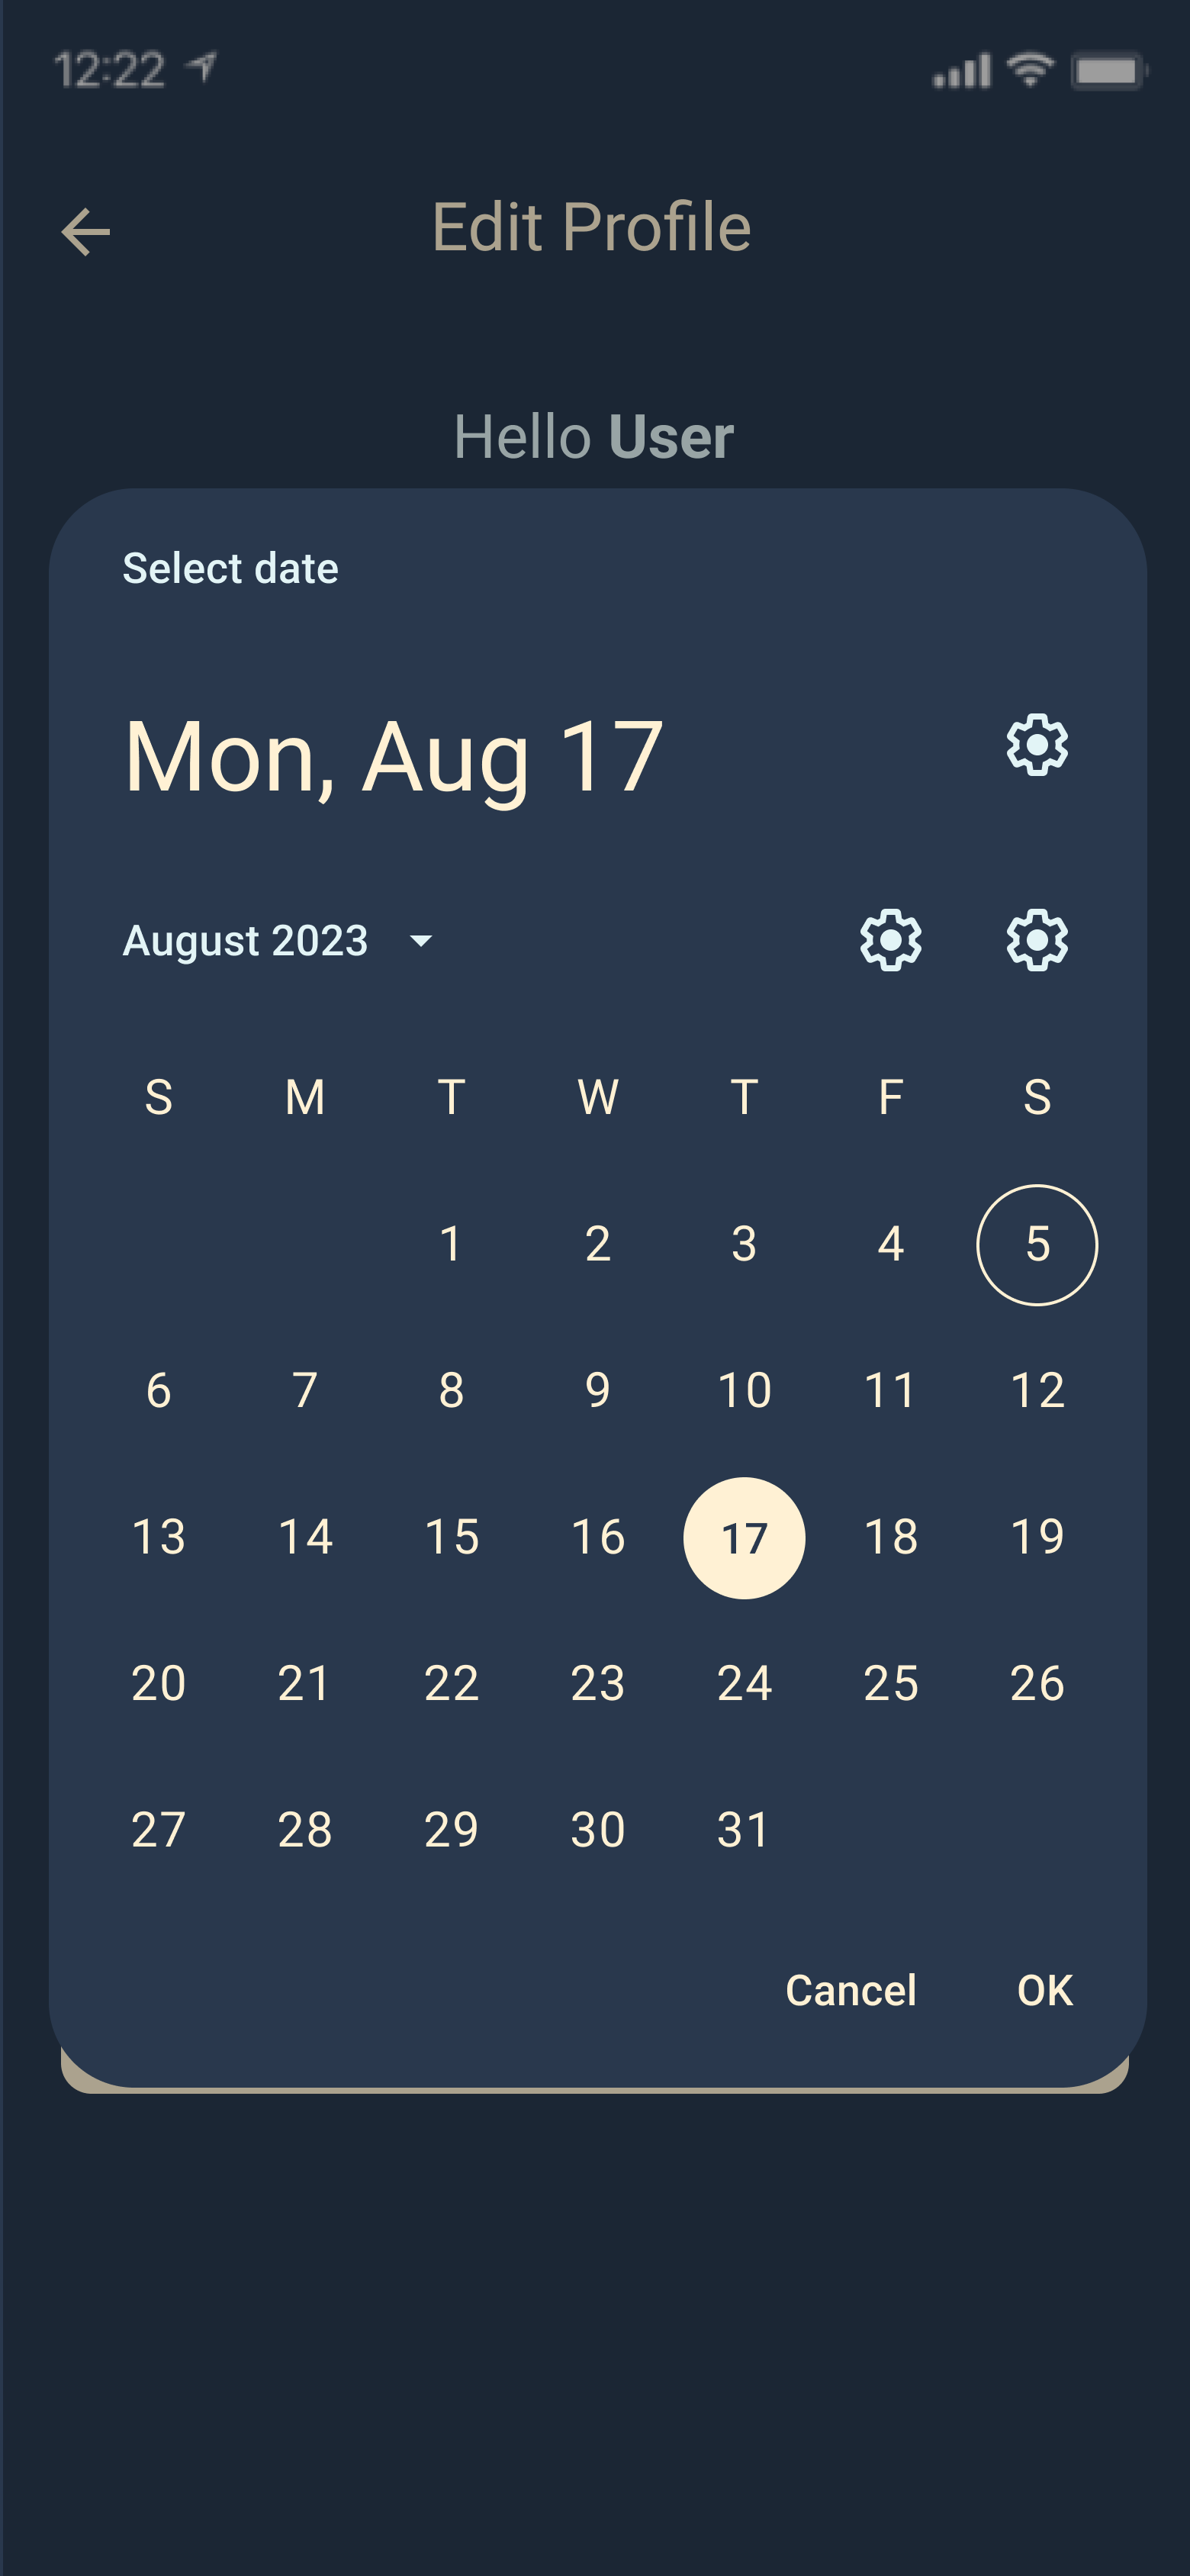 12:22
Edit Profile
Hello User
Select date
Mon, Aug 17
August 2023
S M T W T F S
1 2 3 4 5
6 7 8 9 10 11 12
13 14 15 16 17 18 19
20 21 22 23 24 25 26
27 28 29 30 31
Cancel OK